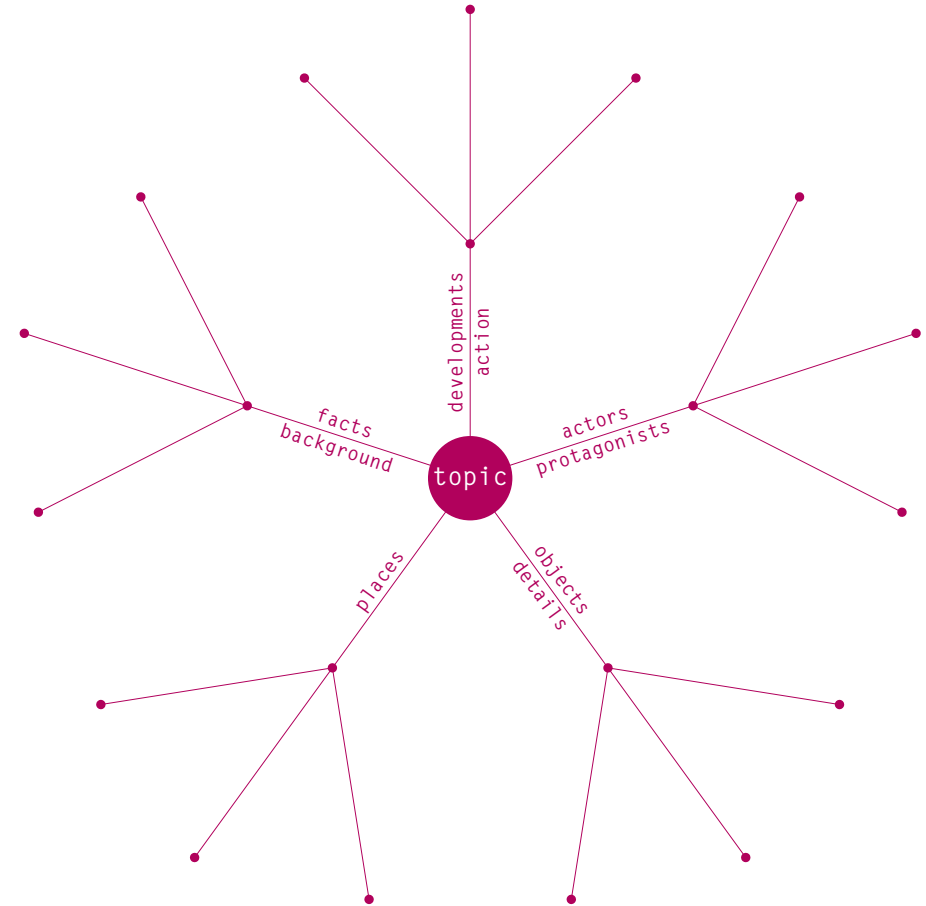 developments
action
facts
background
actors
protagonists
topic
places
objects
details